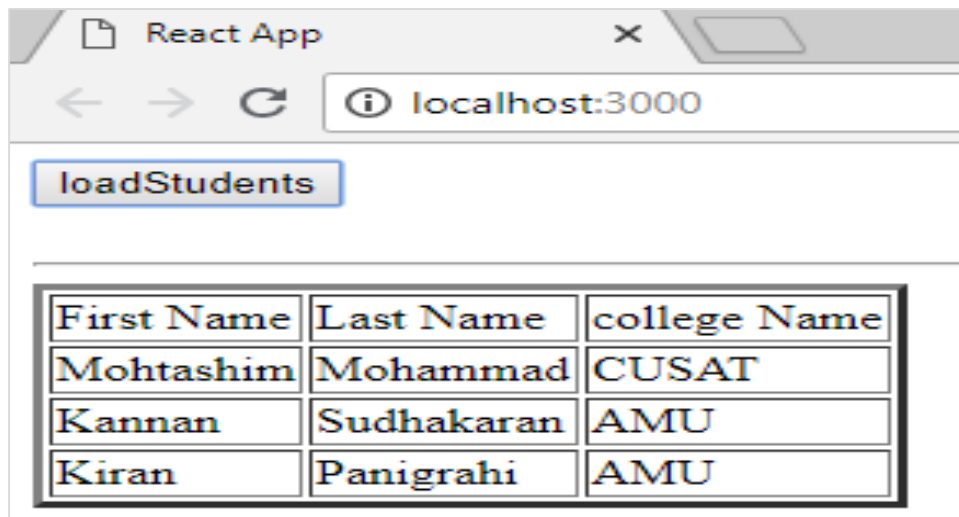 React App
localhost:3000
loadStudents
First Name Last Name college Name
Mohtashim Mohammad CUSAT
Kannan Sudhakaran AMU
Kiran Panigrahi AMU